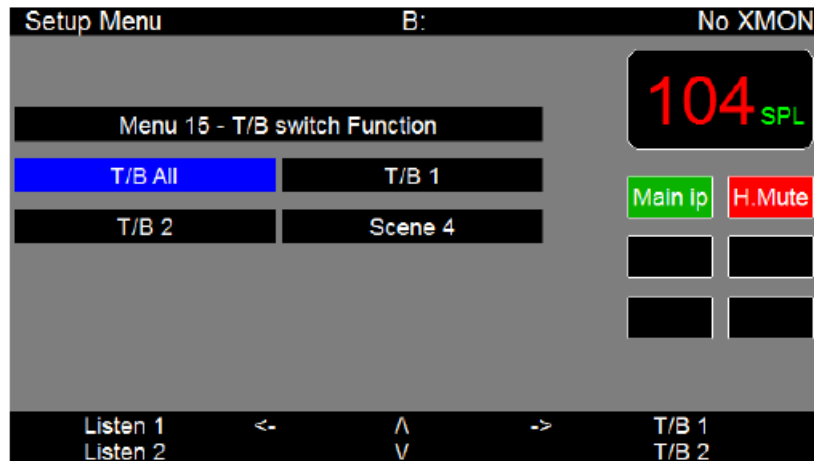 Setup Menu B: No XMON
104 SPL
Menu 15 - T/B switch Function
T/B All T/B 1
Main ip H.Mute
T/B 2 Scene 4
Listen 1 <- /\ -> T/B 1
Listen 2 V T/B 2